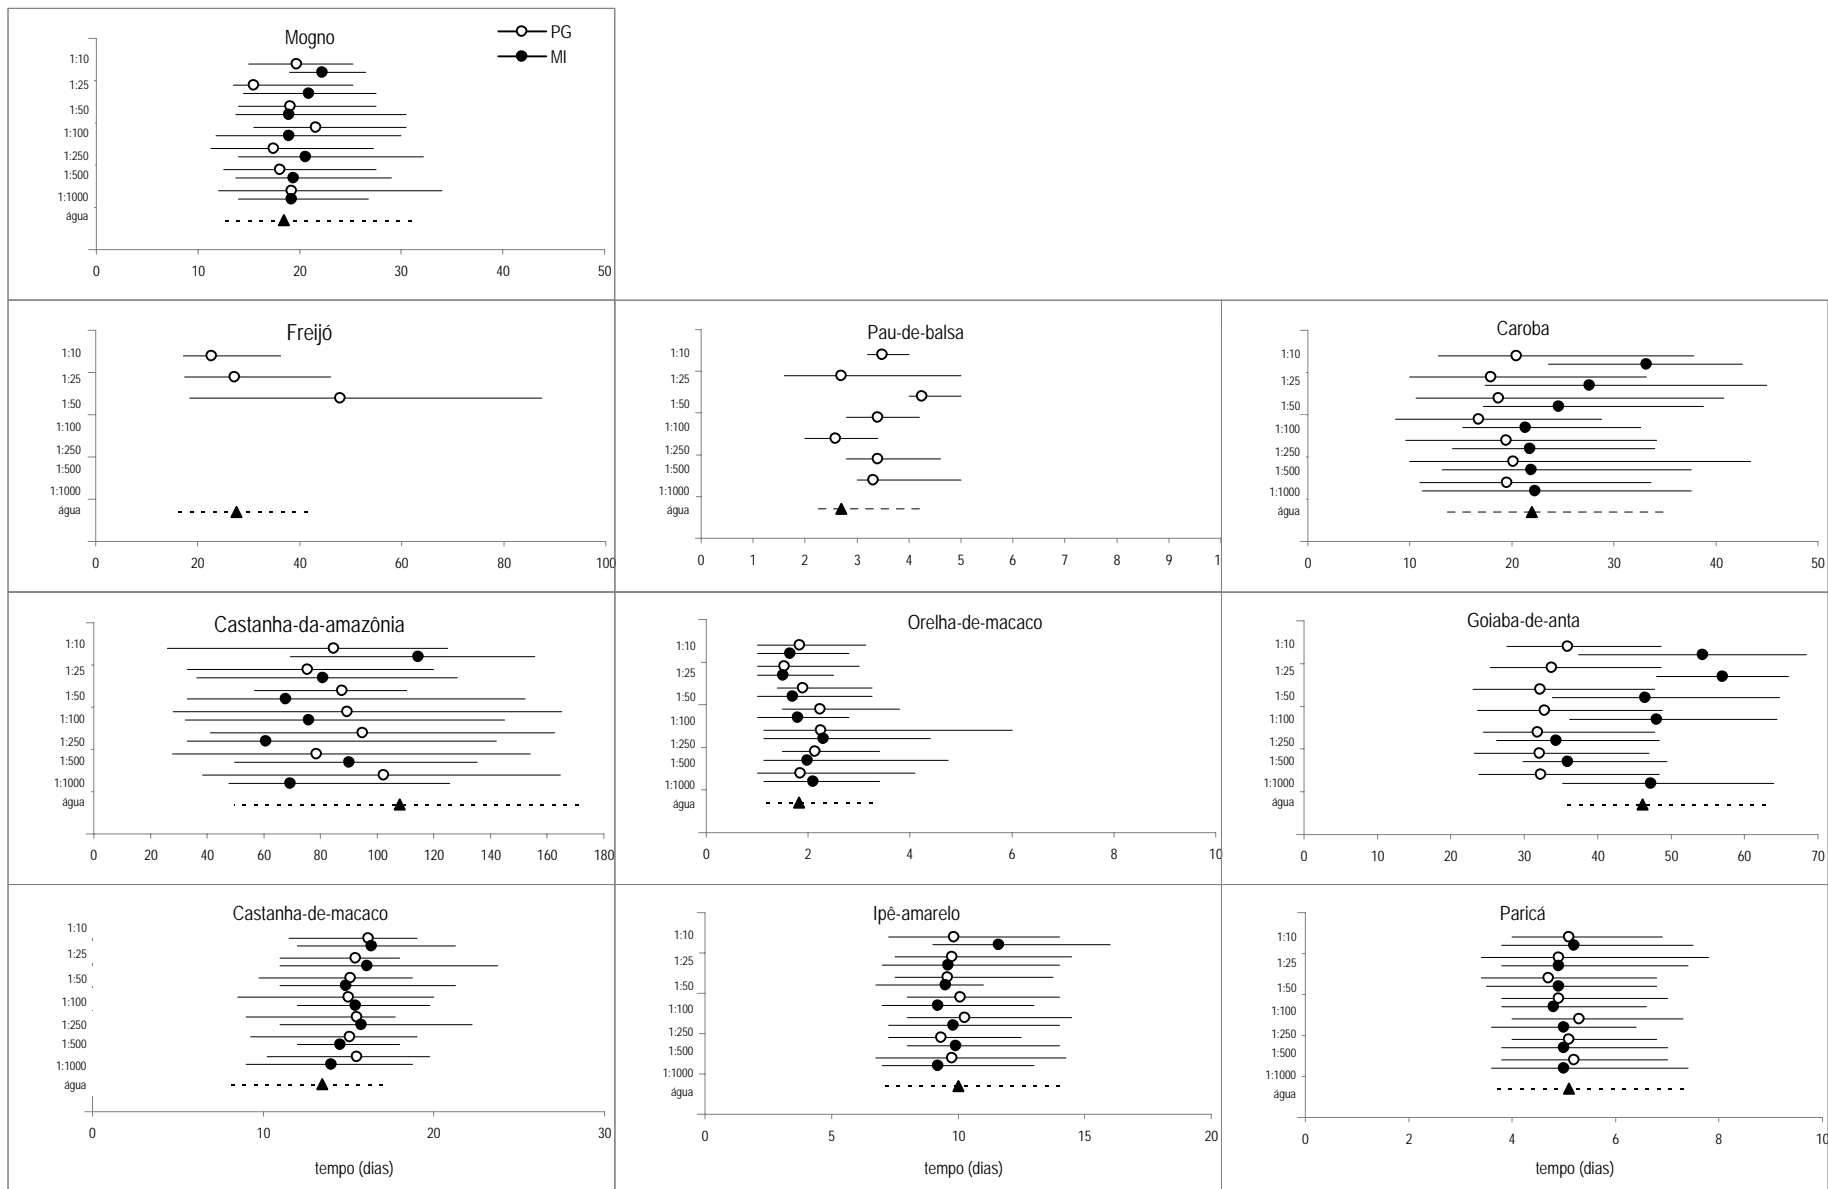 Mogno
PG
MI
1:10
1:25
1:50
1:100
1:250
1:500
1:1000
água
0 10 20 30 40 50
Freijó
1:10
1:25
1:50
1:100
1:250
1:500
1:1000
água
0 20 40 60 80 100
Pau-de-balsa
1:10
1:25
1:50
1:100
1:250
1:500
1:1000
água
0 1 2 3 4 5 6 7 8 9 1
Caroba
1:10
1:25
1:50
1:100
1:250
1:500
1:1000
água
0 10 20 30 40 50
Castanha-da-amazônia
1:10
1:25
1:50
1:100
1:250
1:500
1:1000
água
0 20 40 60 80 100 120 140 160 180
Orelha-de-macaco
1:10
1:25
1:50
1:100
1:250
1:500
1:1000
água
0 2 4 6 8 10
Goiaba-de-anta
1:10
1:25
1:50
1:100
1:250
1:500
1:1000
água
0 10 20 30 40 50 60 70
Castanha-de-macaco
1:10
1:25
1:50
1:100
1:250
1:500
1:1000
água
0 10 20 30
tempo (dias)
Ipê-amarelo
1:10
1:25
1:50
1:100
1:250
1:500
1:1000
água
0 5 10 15 20
tempo (dias)
Paricá
1:10
1:25
1:50
1:100
1:250
1:500
1:1000
água
0 2 4 6 8 10
tempo (dias)